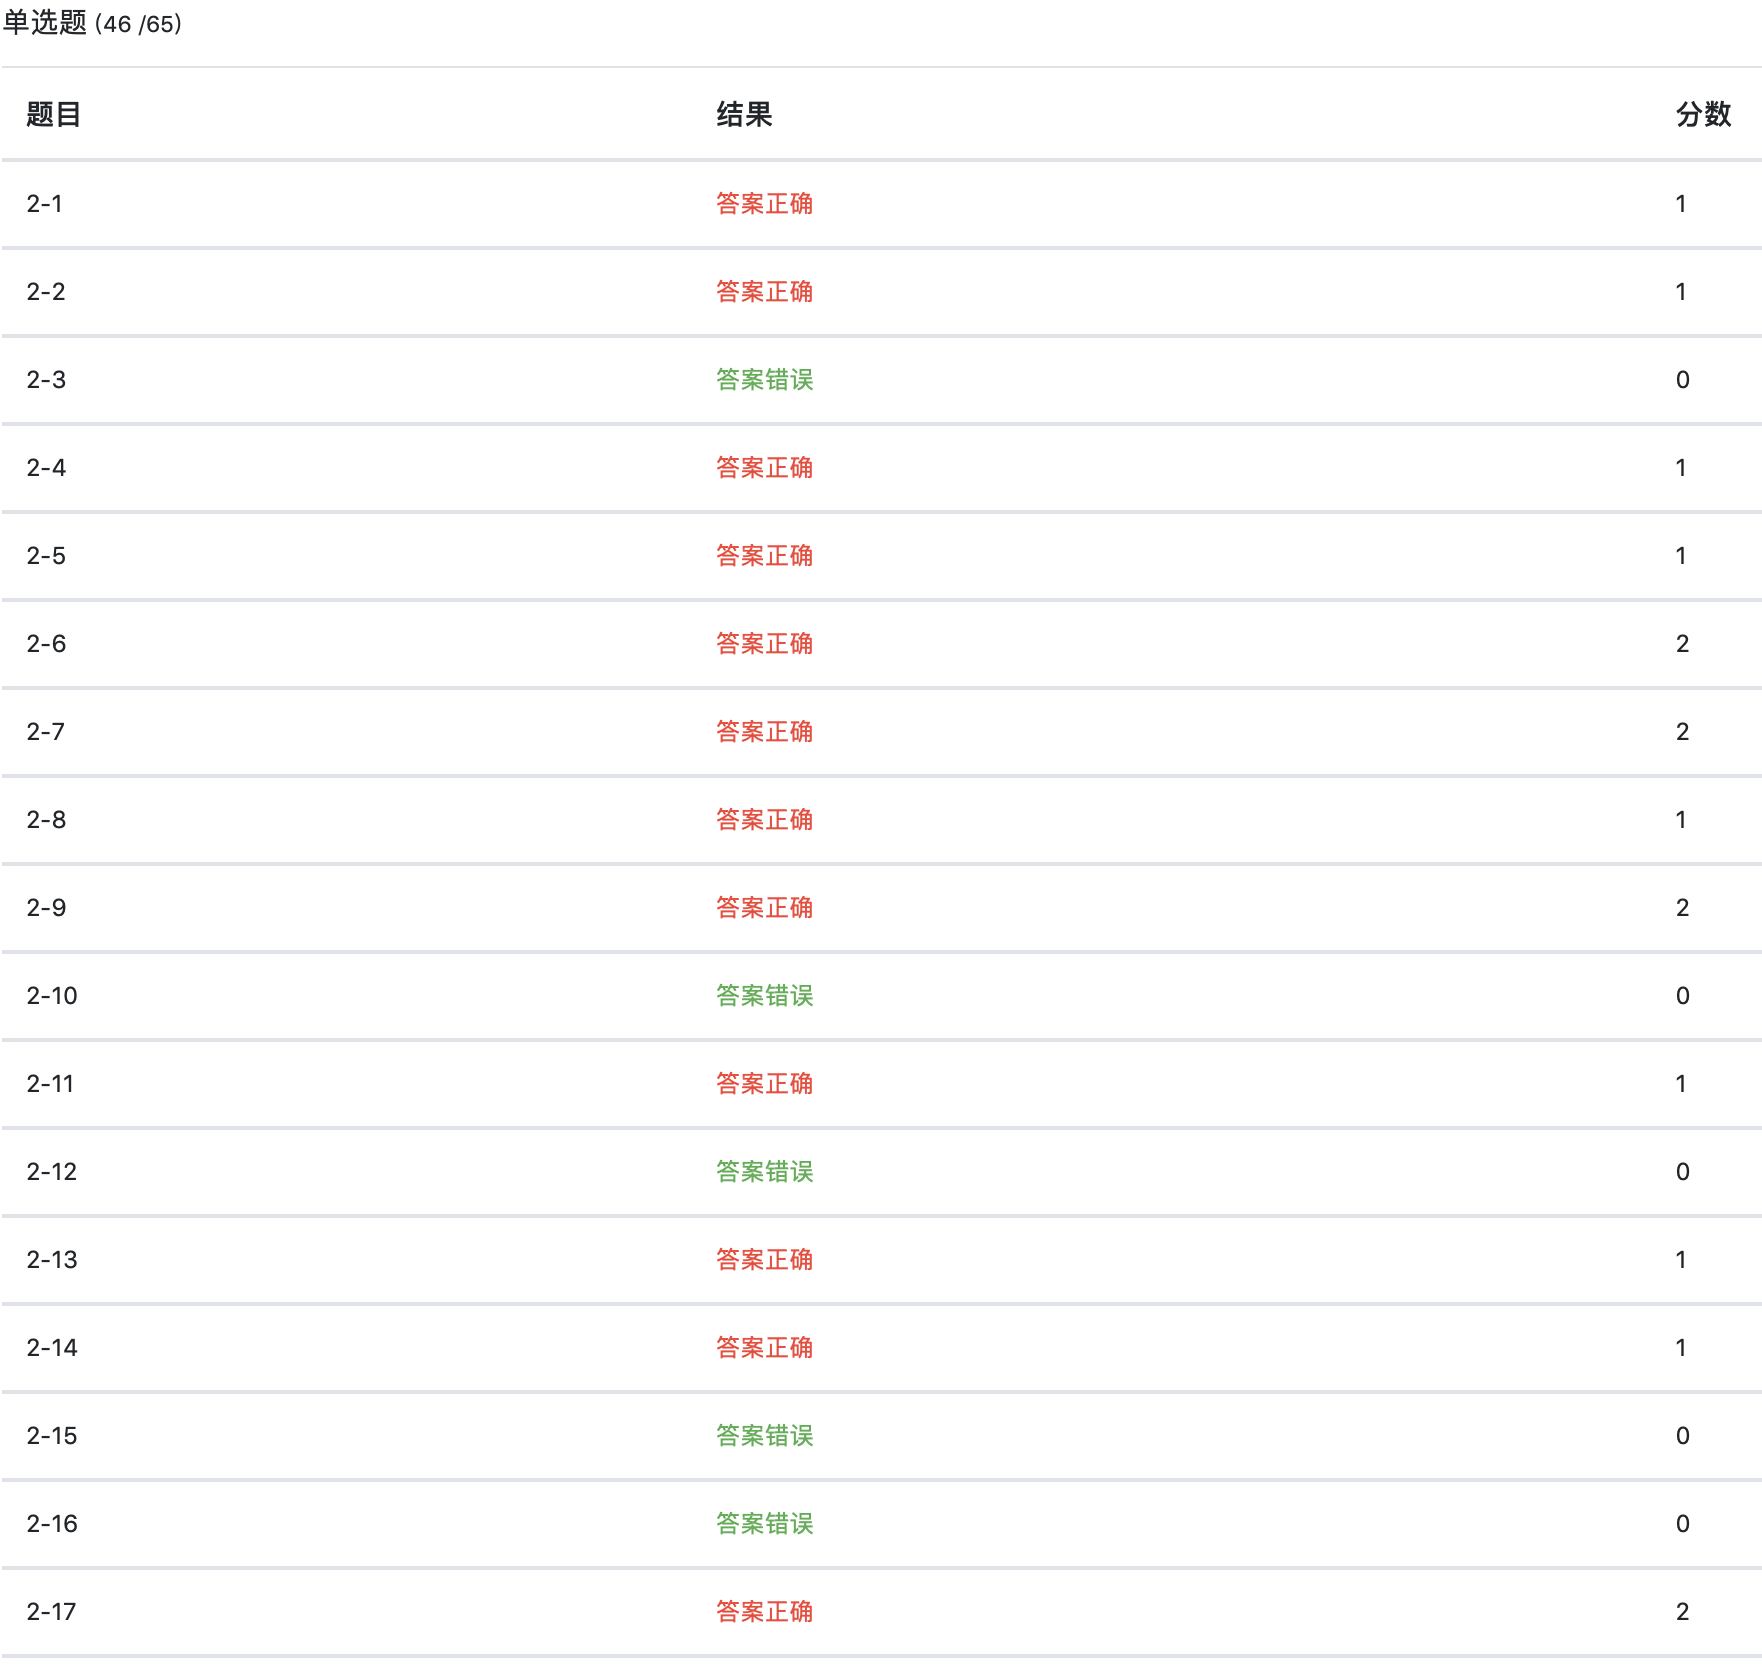 单选题 (46 /65)
题目 结果 分数
2-1 答案正确 1
2-2 答案正确 1
2-3 答案错误 0
2-4 答案正确 1
2-5 答案正确 1
2-6 答案正确 2
2-7 答案正确 2
2-8 答案正确 1
2-9 答案正确 2
2-10 答案错误 0
2-11 答案正确 1
2-12 答案错误 0
2-13 答案正确 1
2-14 答案正确 1
2-15 答案错误 0
2-16 答案错误 0
2-17 答案正确 2